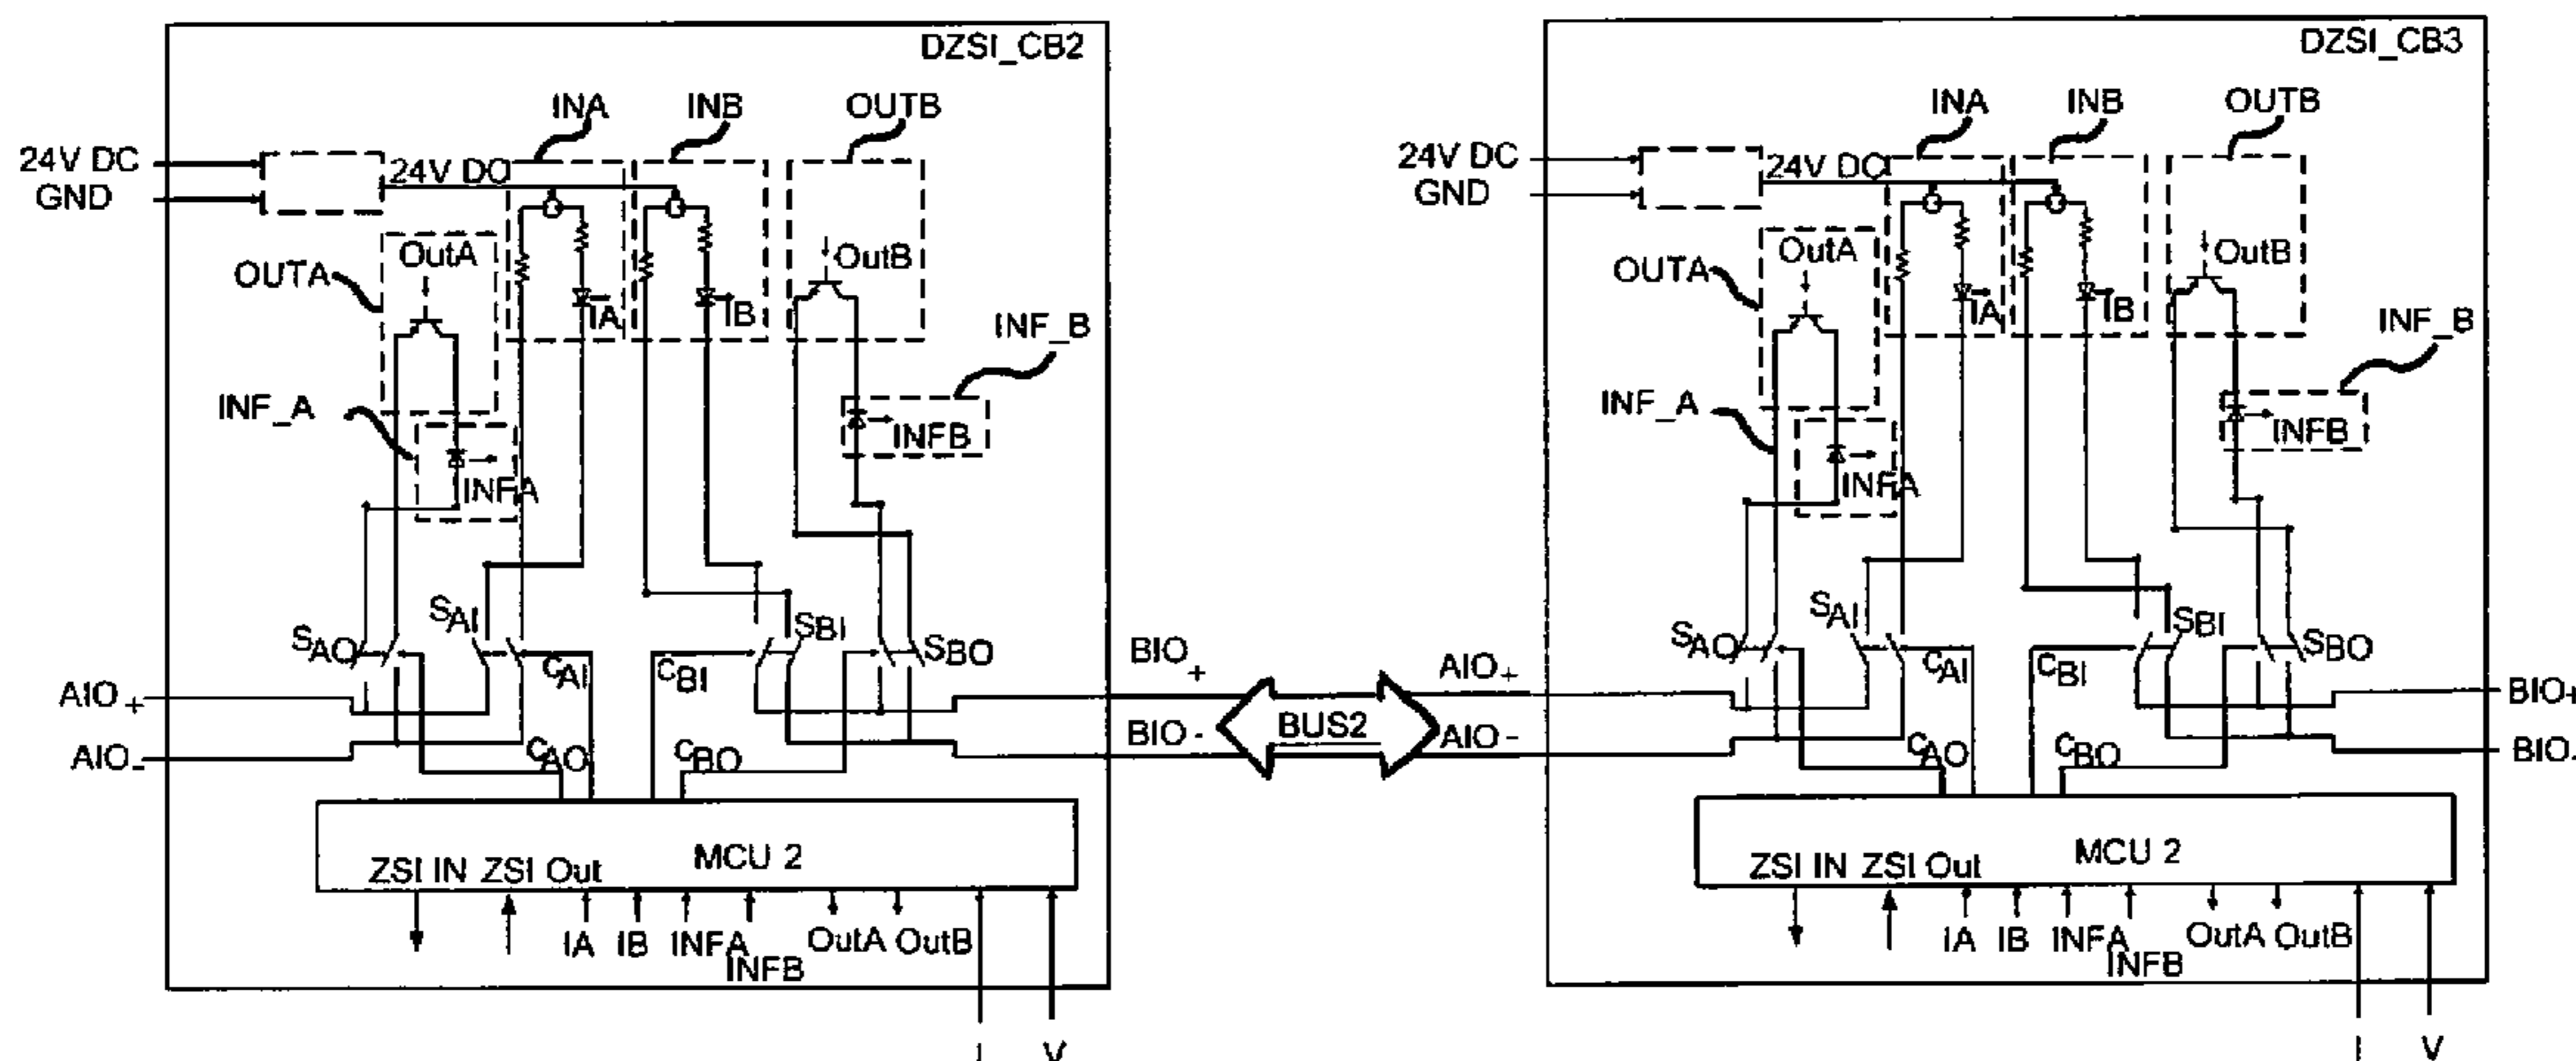 DZSI_CB2
INA
INB
OUTB
24V DC
GND
24V DC
OutA
OutB
OUTA
IA
IB
INF_B
INF_A
INFB
INFA
SAO
SAI
SBI
SBO
CAI
CBI
AIO+
AIO-
CAO
CBO
BIO+
BIO-
MCU 2
ZSI IN ZSI Out
IA IB INFA OutA OutB
INFB
I V
BUS2
DZSI_CB3
INA
INB
OUTB
24V DC
GND
24V DC
OutA
OutB
OUTA
IA
IB
INF_B
INF_A
INFB
INFA
SAO
SAI
SBI
SBO
CAI
CBI
AIO+
AIO-
CAO
CBO
BIO+
BIO-
MCU 2
ZSI IN ZSI Out
IA IB INFA OutA OutB
INFB
I V